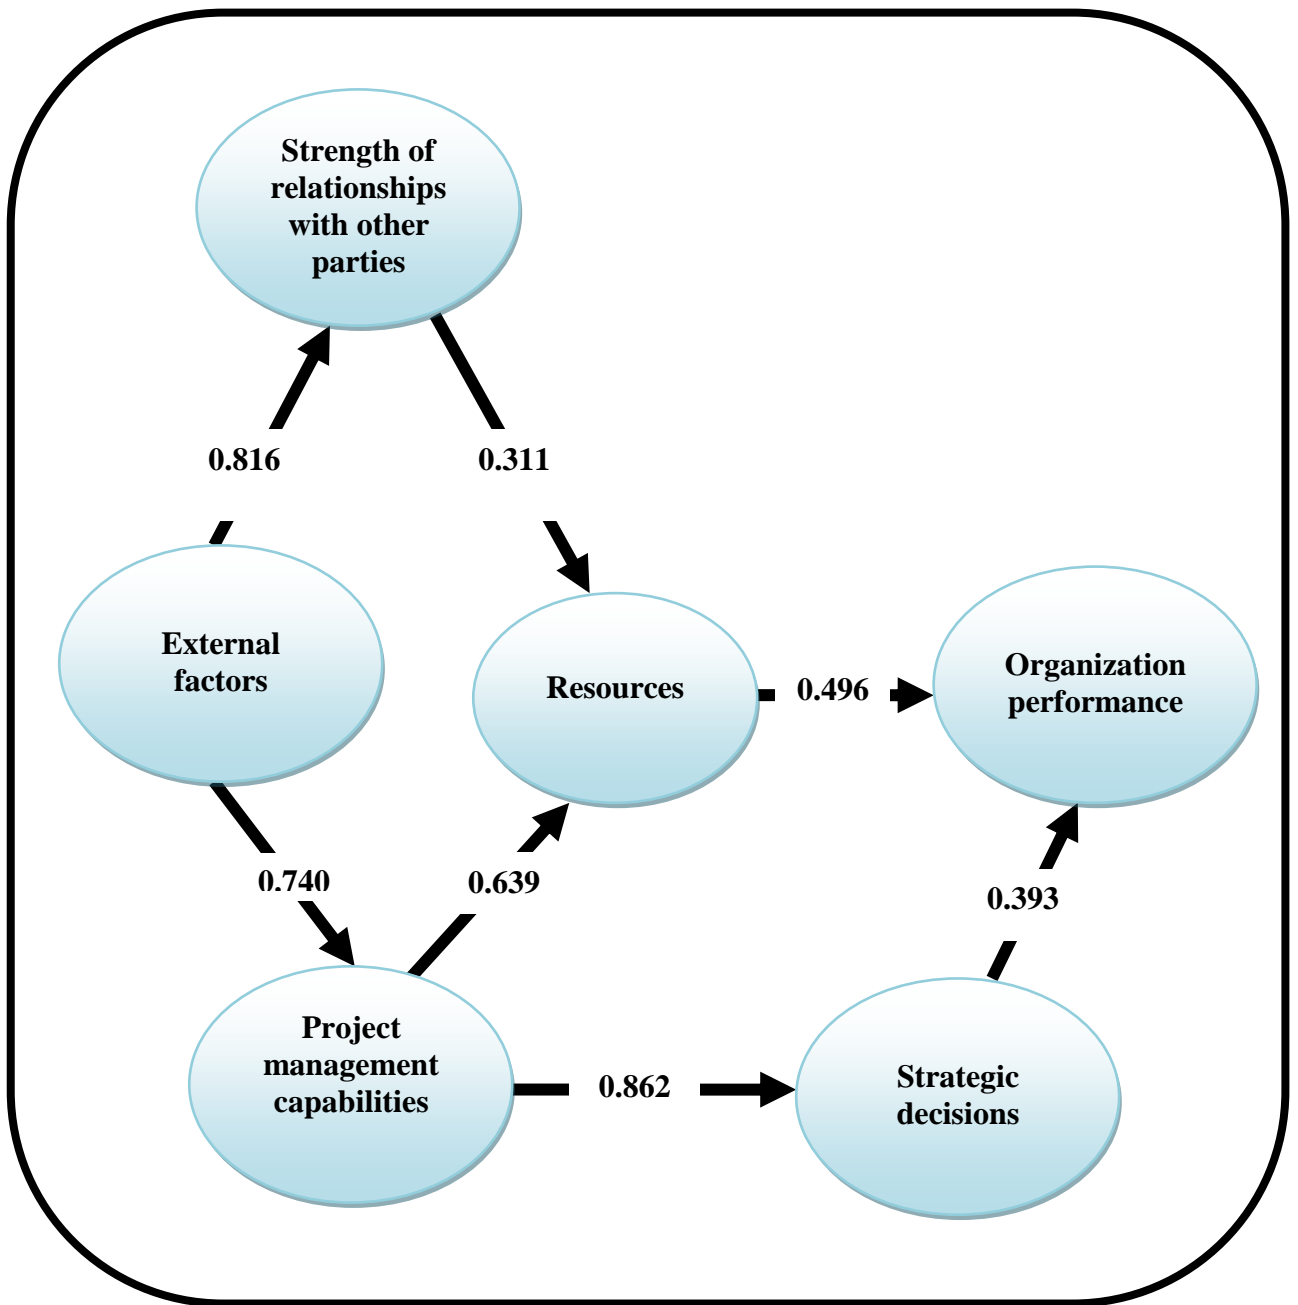 Strength of
relationships
with other
parties
0.816
0.311
External
factors
Resources
0.496
Organization
performance
0.740
0.639
0.393
Project
management
capabilities
0.862
Strategic
decisions